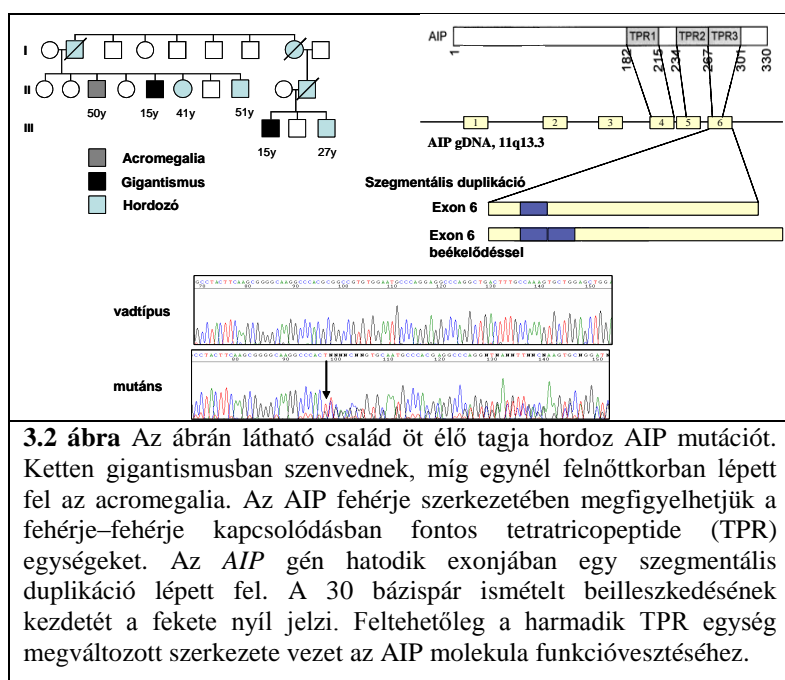 I
II
50y
15y
41y
51y
III
15y
27y
Acromegalia
Gigantismus
Hordozó
AIP
TPR1
TPR2
TPR3
1
182
215
234
267
301
330
1
2
3
4
5
6
AIP gDNA, 11q13.3
Szegmentális duplikáció
Exon 6
Exon 6
beékelődéssel
vadtípus
mutáns
3.2 ábra Az ábrán látható család öt élő tagja hordoz AIP mutációt.
Ketten gigantismusban szenvednek, míg egynél felnőttkorban lépett
fel az acromegalia. Az AIP fehérje szerkezetében megfigyelhetjük a
fehérje–fehérje kapcsolódásban fontos tetratricopeptide (TPR)
egységeket. Az AIP gén hatodik exonjában egy szegmentális
duplikáció lépett fel. A 30 bázispár ismételt beilleszkedésének
kezdetét a fekete nyíl jelzi. Feltehetőleg a harmadik TPR egység
megváltozott szerkezete vezet az AIP molekula funkcióvesztéséhez.